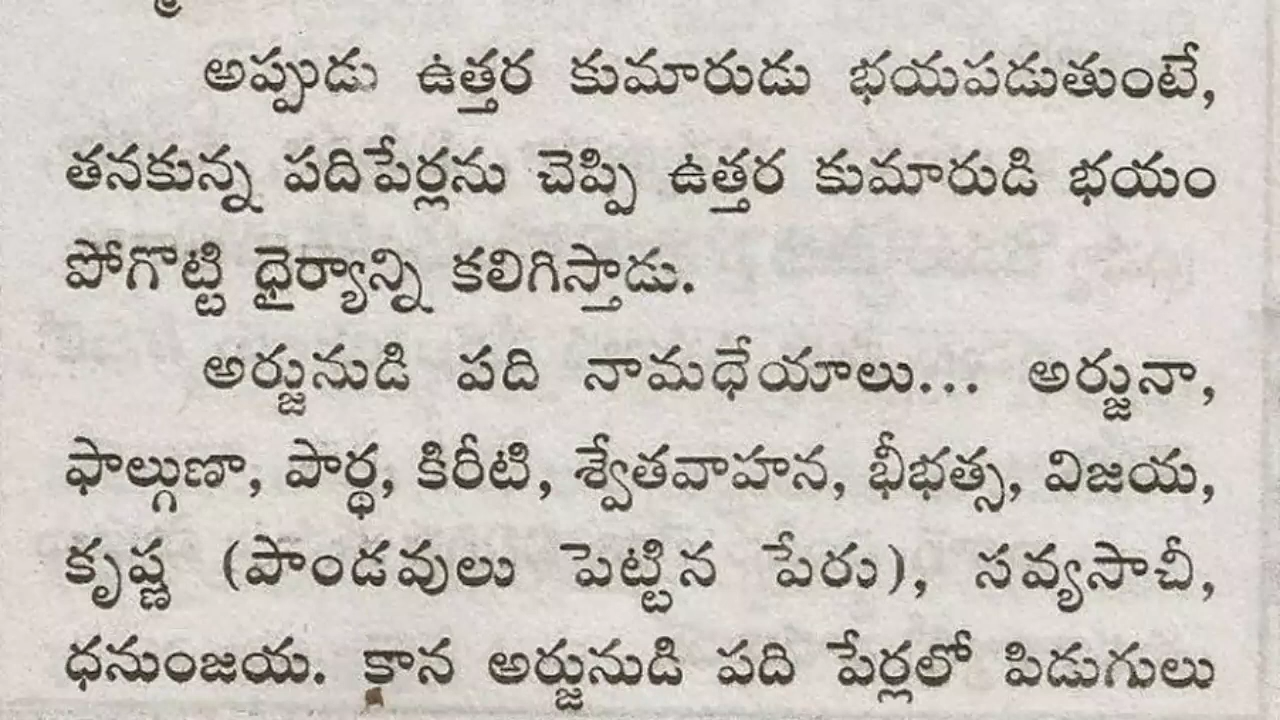 అప్పుడు ఉత్తర కుమారుడు భయపడుతుంటే,
తనకున్న పదిపేర్లను చెప్పి ఉత్తర కుమారుడి భయం
పోగొట్టి ధైర్యాన్ని కలిగిస్తాడు.
అర్జునుడి పది నామధేయాలు... అర్జునా,
ఫాల్గుణా, పార్థ, కిరీటి, శ్వేతవాహన, భీభత్స, విజయ,
కృష్ణ (పాండవులు పెట్టిన పేరు), సవ్యసాచీ,
ధనుంజయ. కాన అర్జునుడి పది పేర్లలో పిడుగులు